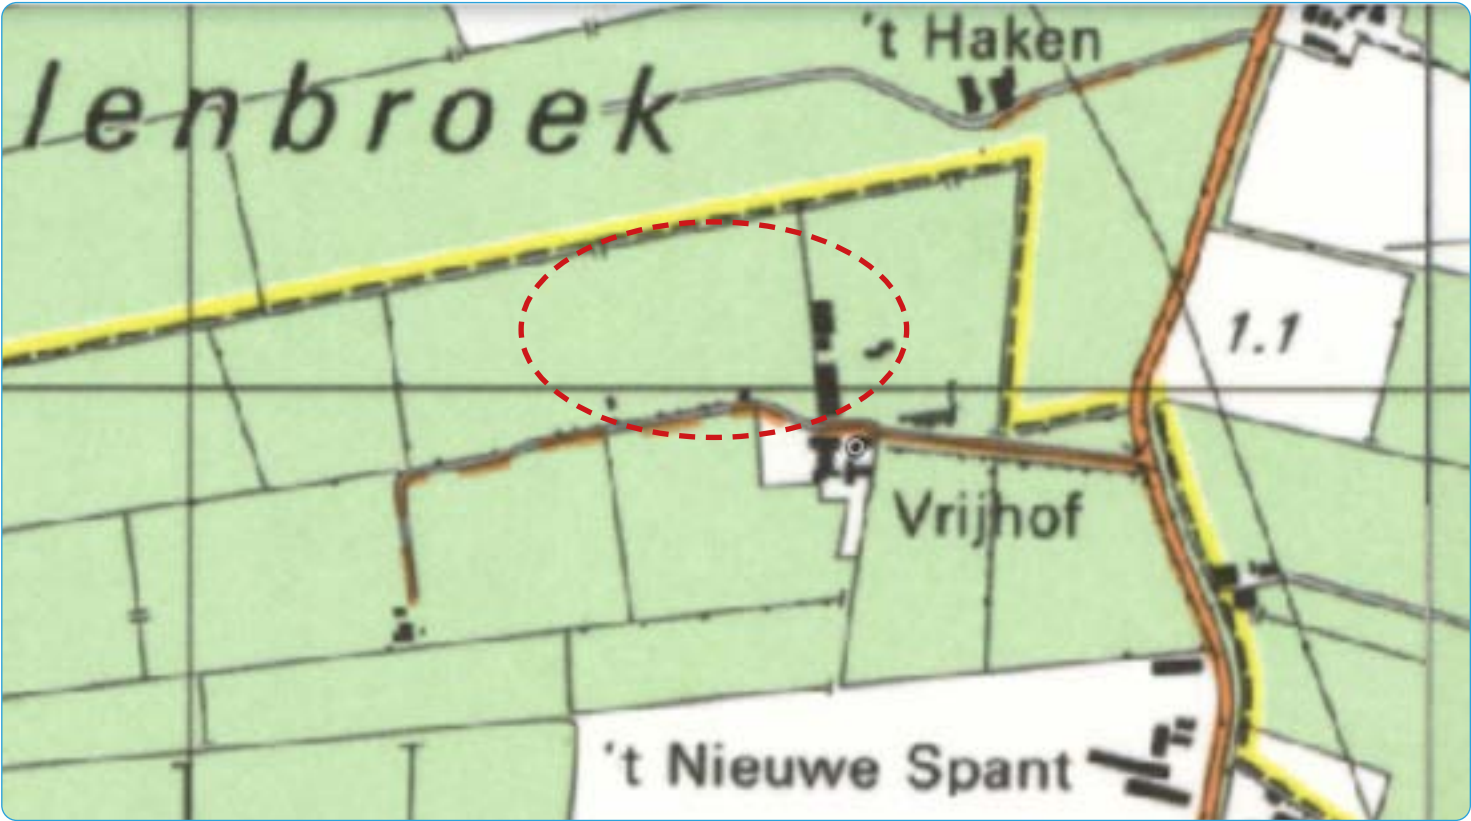 't Haken
lenbroek
1.1
Vrijhof
't Nieuwe Spant